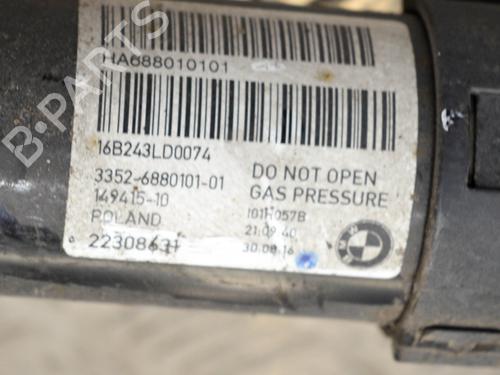 HA688010101
16B243LD0074
3352-6880101-01
149415-10
POLAND
22308631
DO NOT OPEN
GAS PRESSURE
101H057B
21:09 40
30.08.16
BMW
B-PARTS